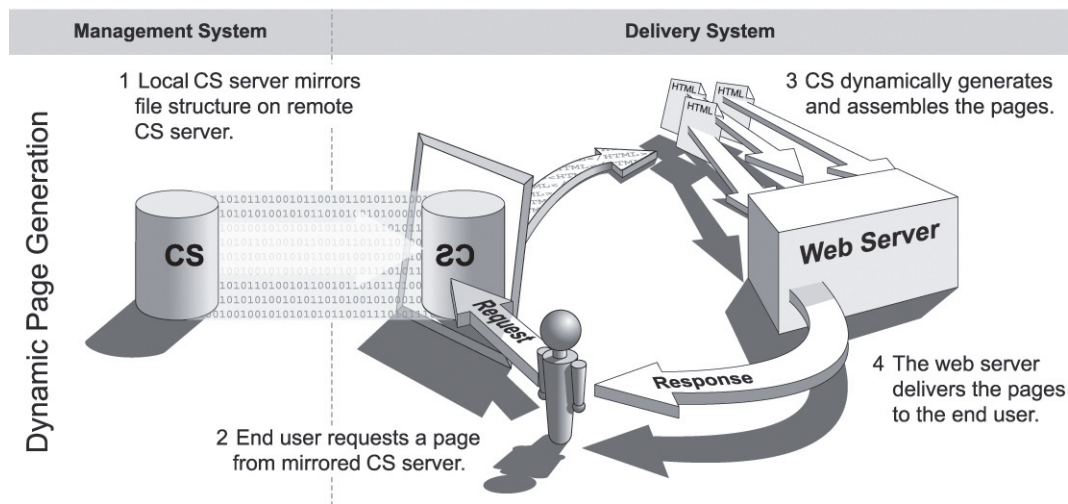 Management System
Delivery System
Dynamic Page Generation
1 Local CS server mirrors
file structure on remote
CS server.
3 CS dynamically generates
and assembles the pages.
HTML
HTML
HTML
CS
CS
Web Server
Request
Response
4 The web server
delivers the pages
to the end user.
2 End user requests a page
from mirrored CS server.